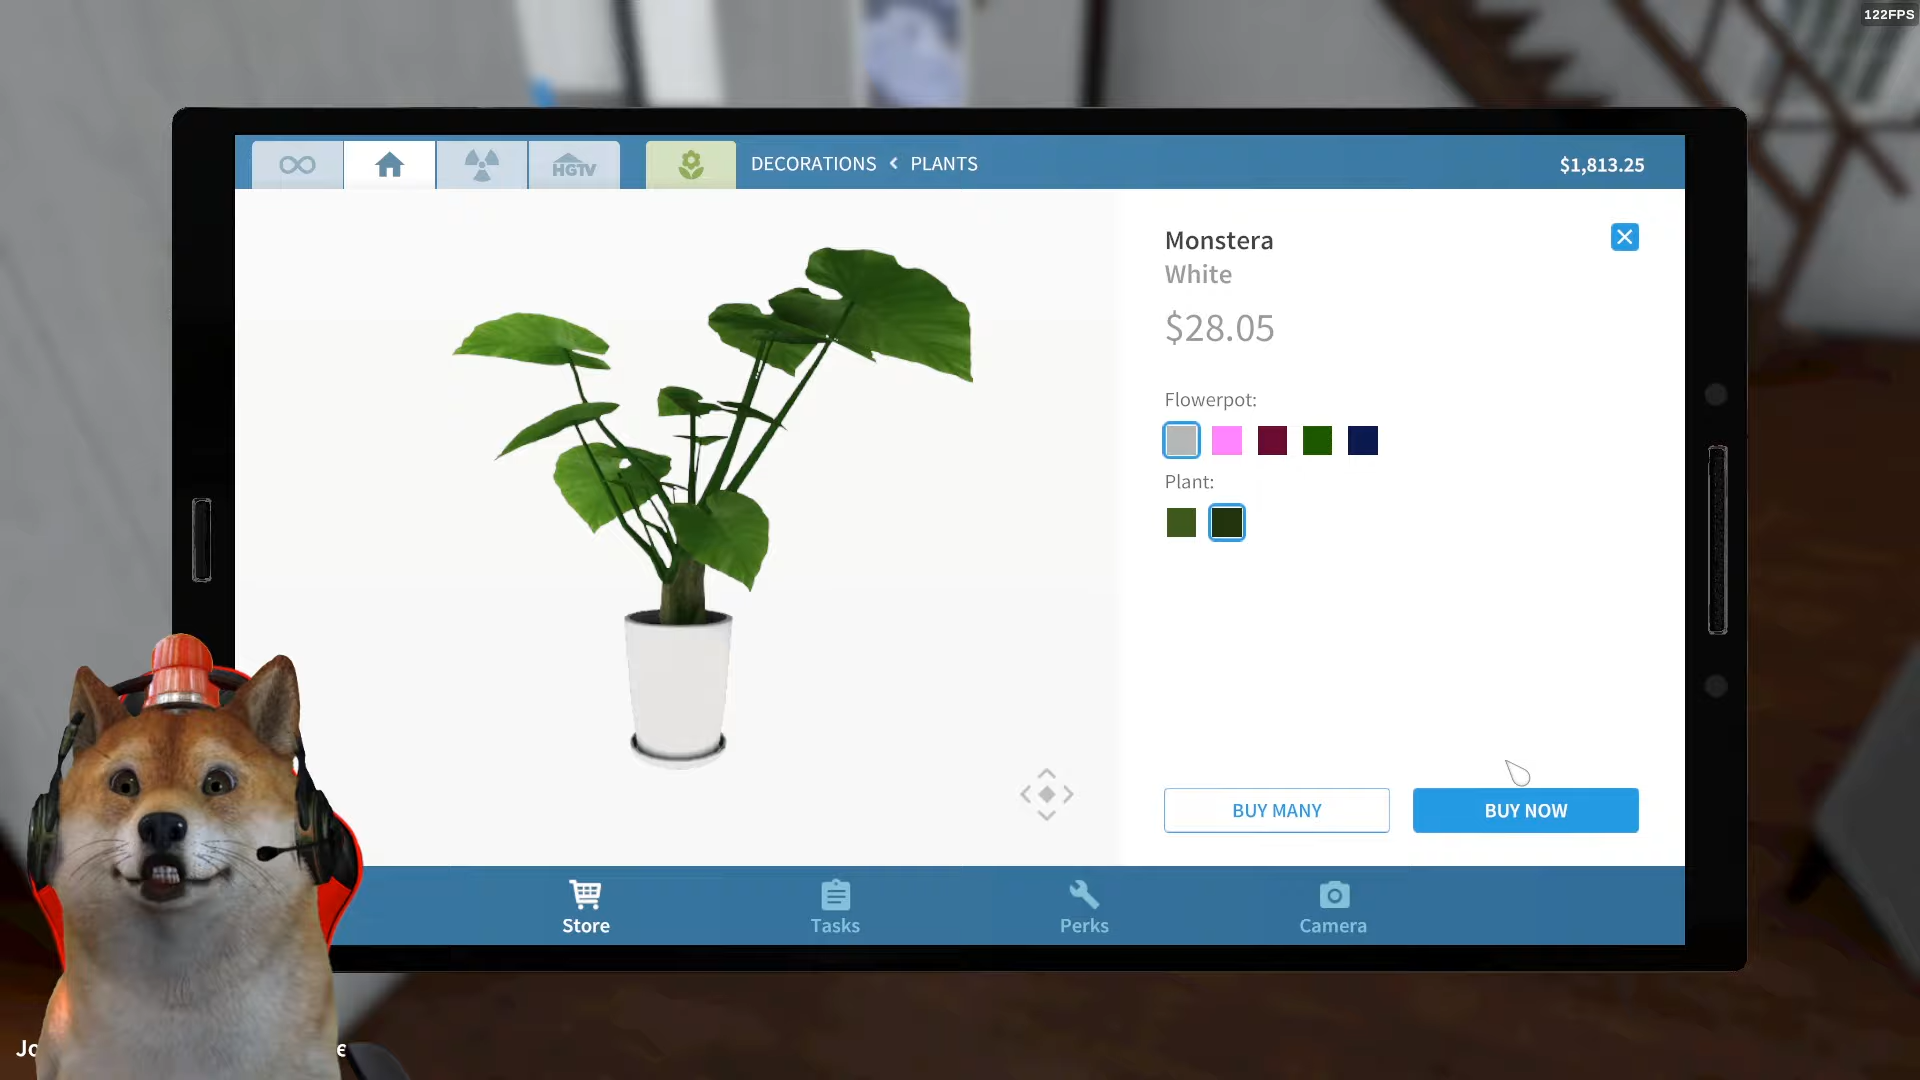 122FPS
HGTV
DECORATIONS < PLANTS
$1,813.25
Monstera
White
$28.05
Flowerpot:
Plant:
BUY MANY
BUY NOW
Store
Tasks
Perks
Camera